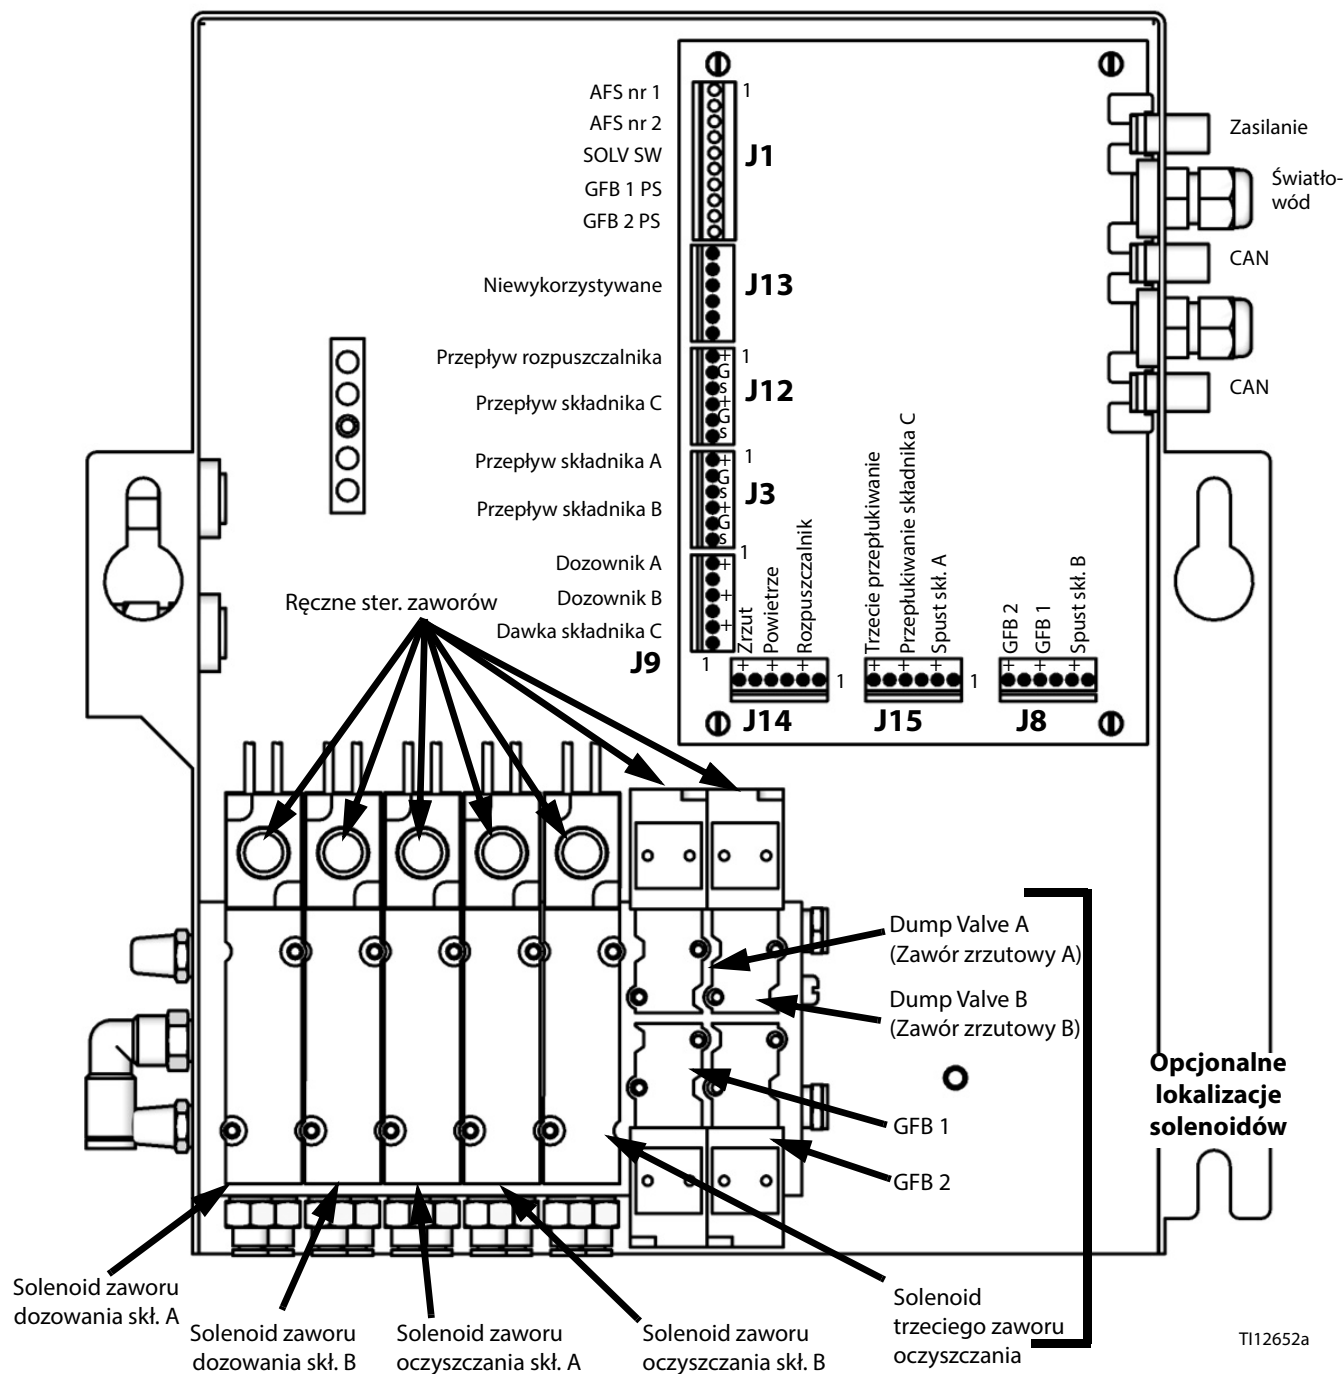 AFS nr 1
AFS nr 2
SOLV SW
GFB 1 PS
GFB 2 PS
1
J1
Niewykorzystywane
J13
Przepływ rozpuszczalnika
Przepływ składnika C
+ 1
G
s
+
G
s
J12
Przepływ składnika A
Przepływ składnika B
+ 1
G
s
+
G
s
J3
Dozownik A
Dozownik B
Dawka składnika C
1
+
+
+
J9
1
+ Zrzut
+ Powietrze
+ Rozpuszczalnik
1
J14
+ Trzecie przepłukiwanie
+ Przepłukiwanie składnika C
+ Spust skł. A
1
J15
+ GFB 2
+ GFB 1
+ Spust skł. B
J8
Zasilanie
Światło-
wód
CAN
CAN
Ręczne ster. zaworów
Dump Valve A
(Zawór zrzutowy A)
Dump Valve B
(Zawór zrzutowy B)
GFB 1
GFB 2
Opcjonalne
lokalizacje
solenoidów
Solenoid zaworu
dozowania skł. A
Solenoid zaworu
dozowania skł. B
Solenoid zaworu
oczyszczania skł. A
Solenoid zaworu
oczyszczania skł. B
Solenoid
trzeciego zaworu
oczyszczania
TI12652a